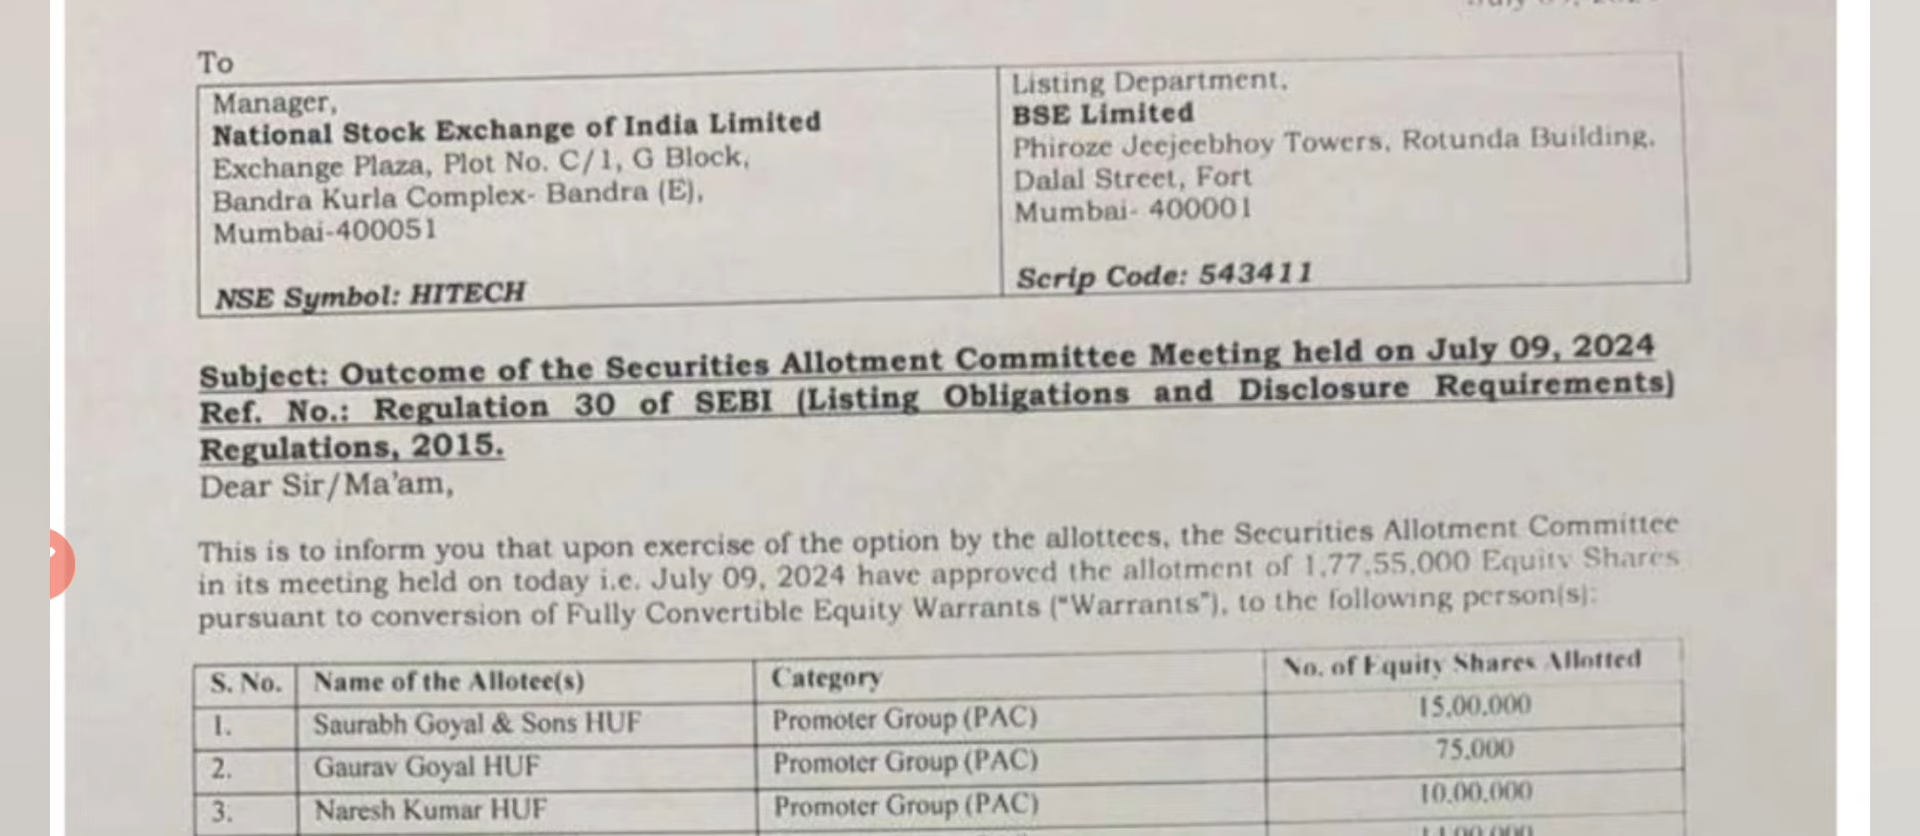 To
Manager,
National Stock Exchange of India Limited
Exchange Plaza, Plot No. C/1, G Block,
Bandra Kurla Complex- Bandra (E),
Mumbai-400051
NSE Symbol: HITECH
Listing Department,
BSE Limited
Phiroze Jeejeebhoy Towers, Rotunda Building,
Dalal Street, Fort
Mumbai- 400001
Scrip Code: 543411
Subject: Outcome of the Securities Allotment Committee Meeting held on July 09, 2024
Ref. No.: Regulation 30 of SEBI (Listing Obligations and Disclosure Requirements)
Regulations, 2015.
Dear Sir/Ma'am,
This is to inform you that upon exercise of the option by the allottees, the Securities Allotment Committee
in its meeting held on today i.e. July 09, 2024 have approved the allotment of 1,77,55,000 Equity Shares
pursuant to conversion of Fully Convertible Equity Warrants ("Warrants"), to the following person(s):
S. No. Name of the Allotee(s) Category No. of Equity Shares Allotted
1. Saurabh Goyal & Sons HUF Promoter Group (PAC) 15,00,000
2. Gaurav Goyal HUF Promoter Group (PAC) 75,000
3. Naresh Kumar HUF Promoter Group (PAC) 10,00,000